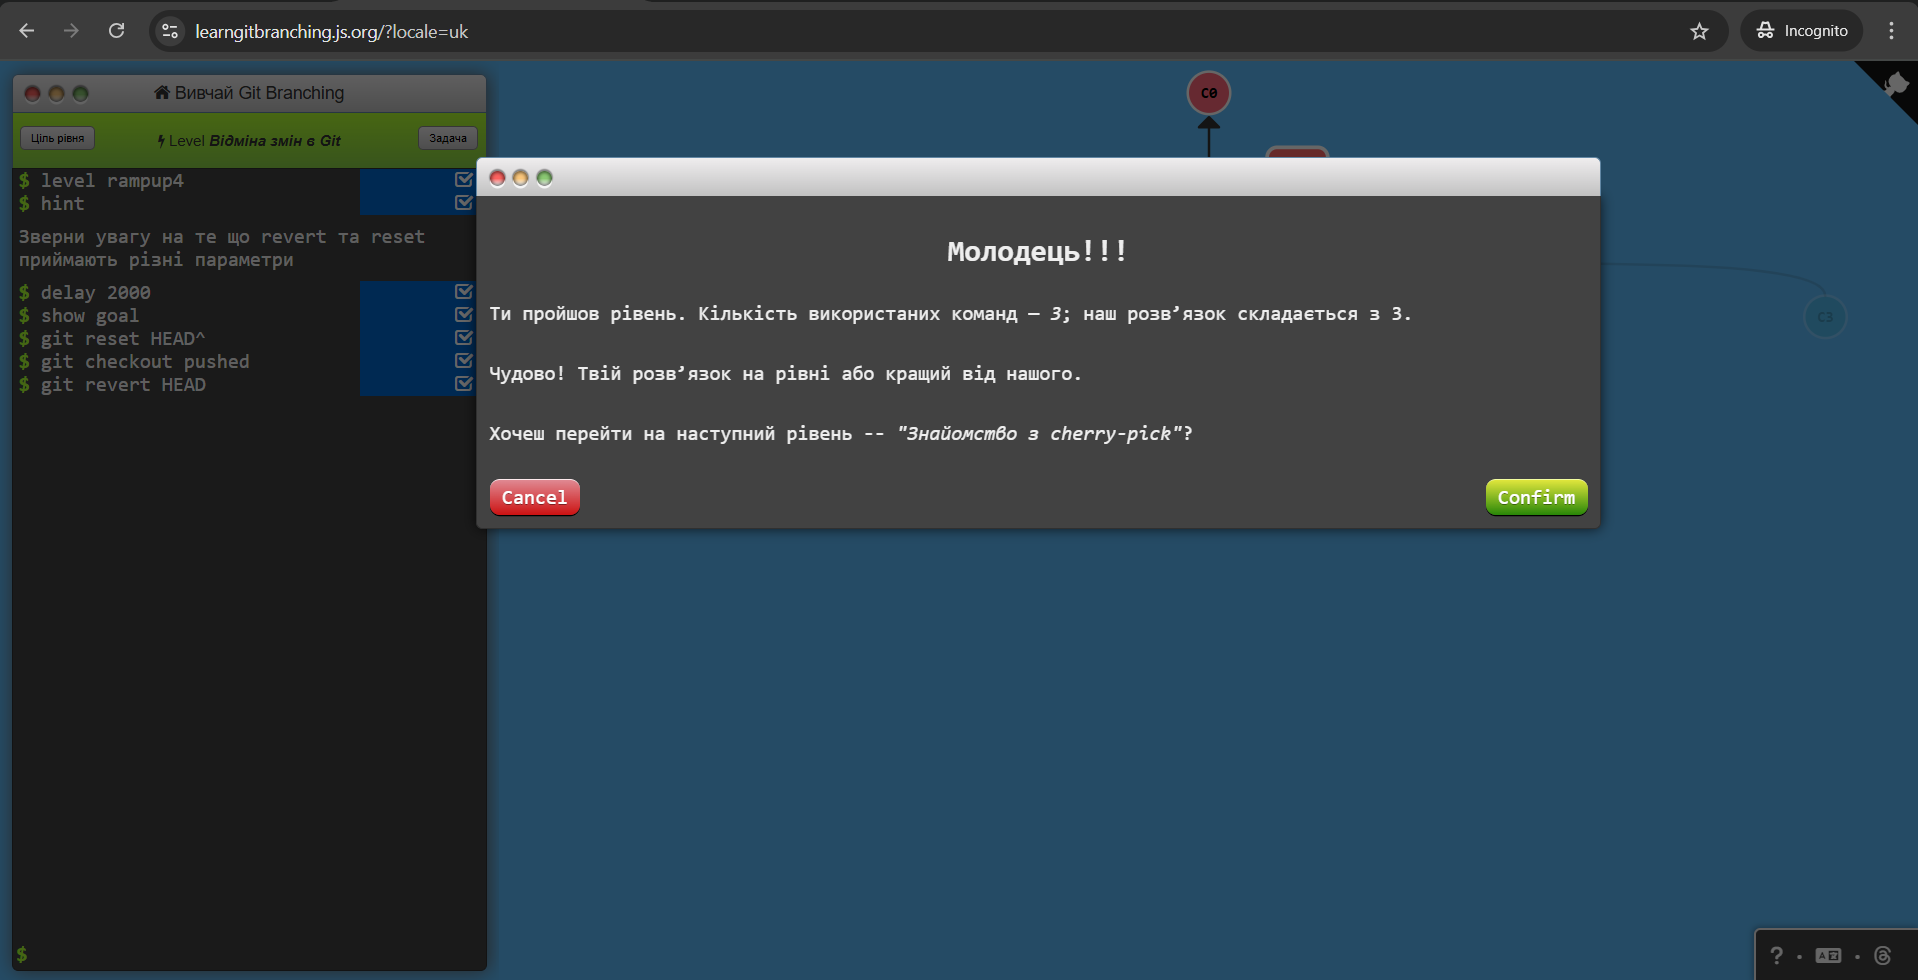 learngitbranching.js.org/?locale=uk
Incognito
Вивчай Git Branching
Ціль рівня
Level Відміна змін в Git
Задача
$ level rampup4
$ hint
Зверни увагу на те що revert та reset
приймають різні параметри
$ delay 2000
$ show goal
$ git reset HEAD^
$ git checkout pushed
$ git revert HEAD
$
C0
C3
Молодець!!!
Ти пройшов рівень. Кількість використаних команд – 3; наш розв’язок складається з 3.
Чудово! Твій розв’язок на рівні або кращий від нашого.
Хочеш перейти на наступний рівень -- "Знайомство з cherry-pick"?
Cancel
Confirm